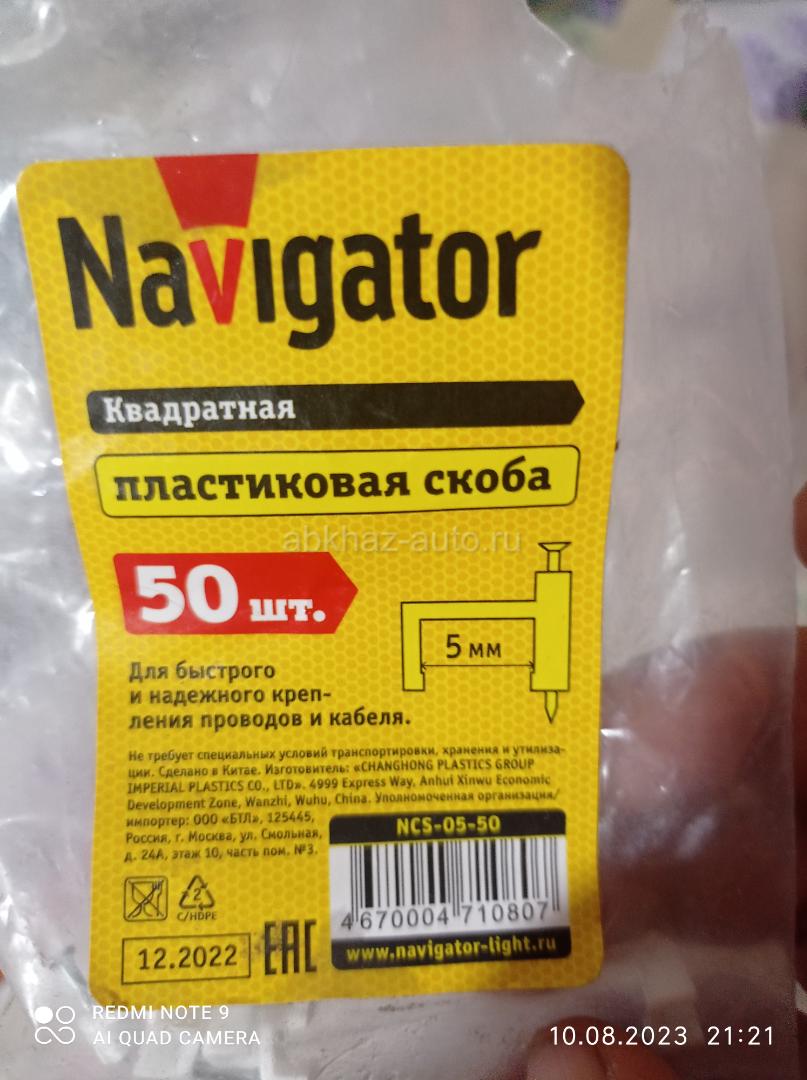 Navigator
Квадратная
пластиковая скоба
abkhaz-auto.ru
50 шт.
5 мм
Для быстрого
и надежного креп-
ления проводов и кабеля.
Не требует специальных условий транспортировки, хранения и утилиза-
ции. Сделано в Китае. Изготовитель: «CHANGHONG PLASTICS GROUP
IMPERIAL PLASTICS CO., LTD». 4999 Express Way, Anhui Xinwu Economic
Development Zone, Wanzhi, Wuhu, China. Уполномоченная организация/
импортер: ООО «БТЛ», 125445,
Россия, г. Москва, ул. Смольная,
д. 24А, этаж 10, часть пом. №3.
NCS-05-50
2
C/HDPE
4670004710807
12.2022
EAC
www.navigator-light.ru
REDMI NOTE 9
AI QUAD CAMERA
10.08.2023 21:21